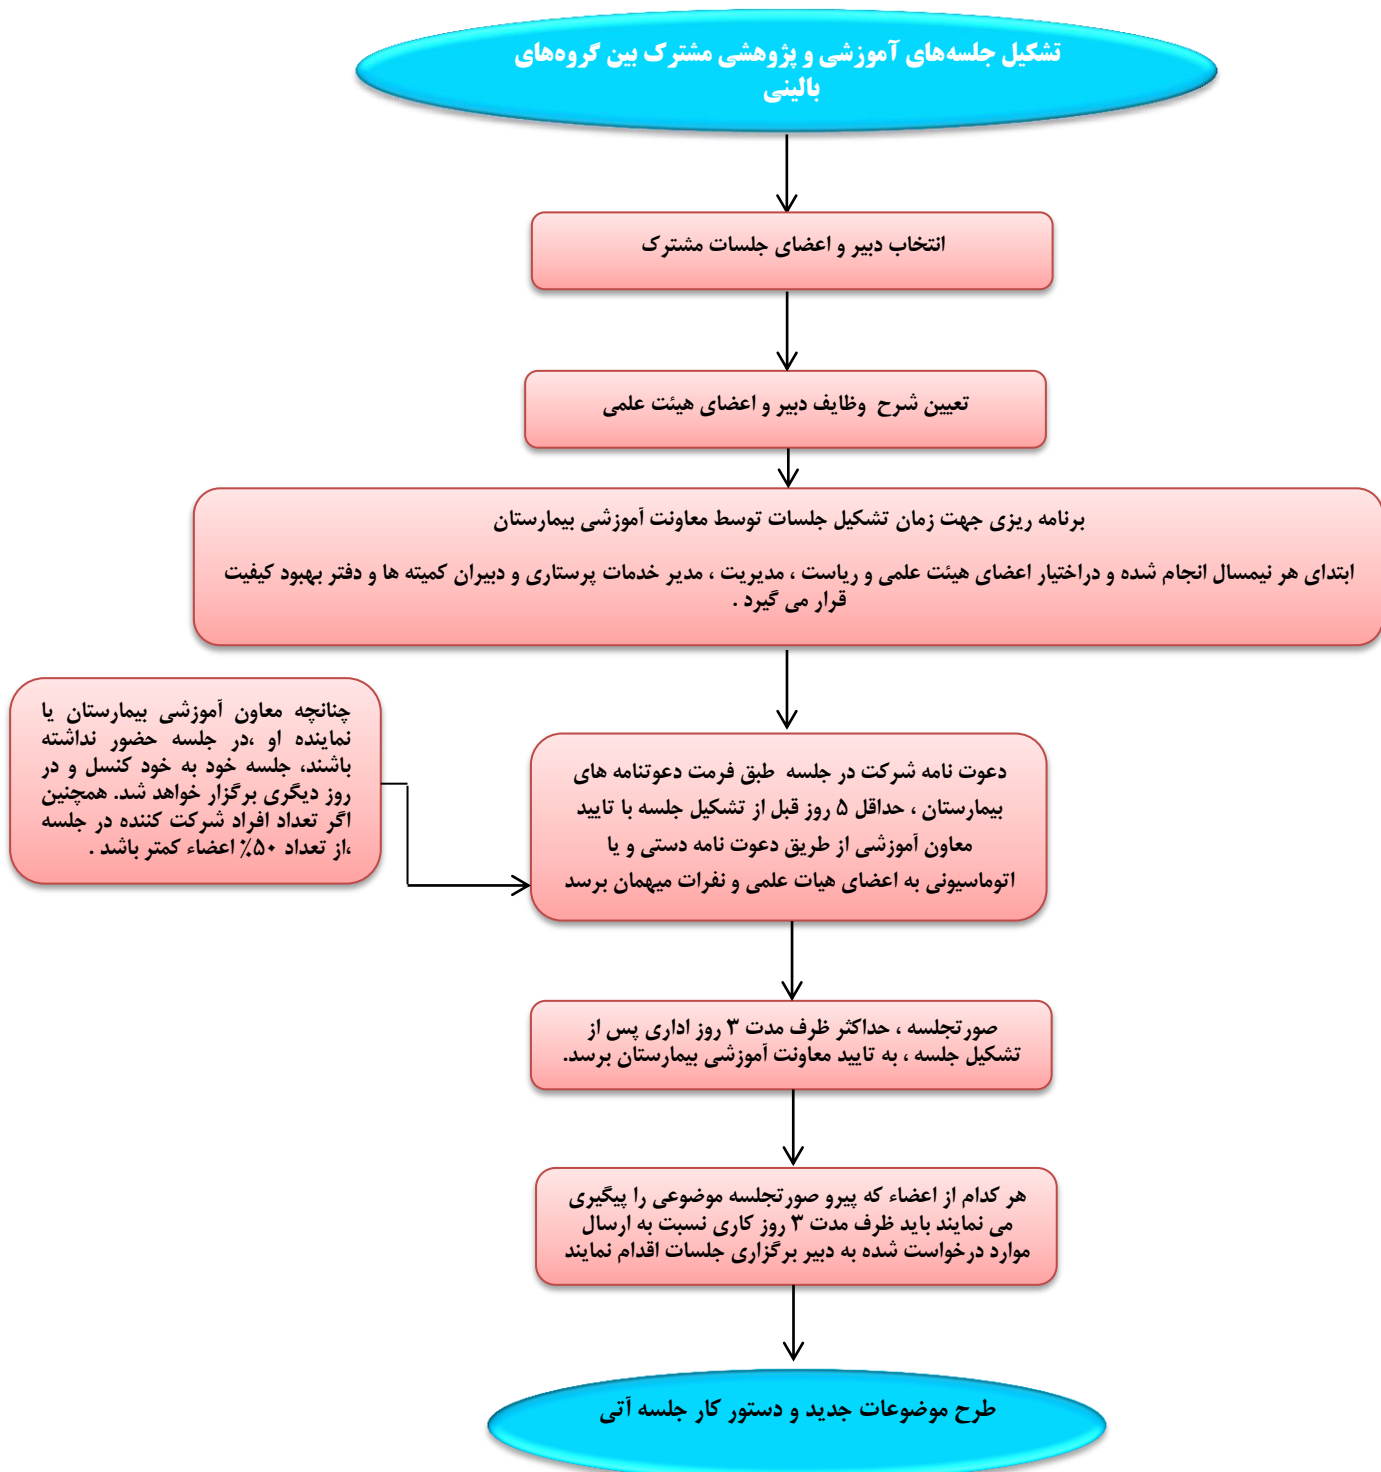 تشکیل جلسه‌های آموزشی و پژوهشی مشترک بین گروه‌های
بالینی
انتخاب دبیر و اعضای جلسات مشترک
تعیین شرح وظایف دبیر و اعضای هیئت علمی
برنامه ریزی جهت زمان تشکیل جلسات توسط معاونت آموزشی بیمارستان
ابتدای هر نیمسال انجام شده و دراختیار اعضای هیئت علمی و ریاست ، مدیریت ، مدیر خدمات پرستاری و دبیران کمیته ها و دفتر بهبود کیفیت
قرار می گیرد .
چنانچه معاون آموزشی بیمارستان یا
نماینده او ،در جلسه حضور نداشته
باشند، جلسه خود به خود کنسل و در
روز دیگری برگزار خواهد شد. همچنین
اگر تعداد افراد شرکت کننده در جلسه
،از تعداد ۵۰٪ اعضاء کمتر باشد .
دعوت نامه شرکت در جلسه طبق فرمت دعوتنامه های
بیمارستان ، حداقل ۵ روز قبل از تشکیل جلسه با تایید
معاون آموزشی از طریق دعوت نامه دستی و یا
اتوماسیونی به اعضای هیات علمی و نفرات میهمان برسد
صورتجلسه ، حداکثر ظرف مدت ۳ روز اداری پس از
تشکیل جلسه ، به تایید معاونت آموزشی بیمارستان برسد.
هر کدام از اعضاء که پیرو صورتجلسه موضوعی را پیگیری
می نمایند باید ظرف مدت ۳ روز کاری نسبت به ارسال
موارد درخواست شده به دبیر برگزاری جلسات اقدام نمایند
طرح موضوعات جدید و دستور کار جلسه آتی